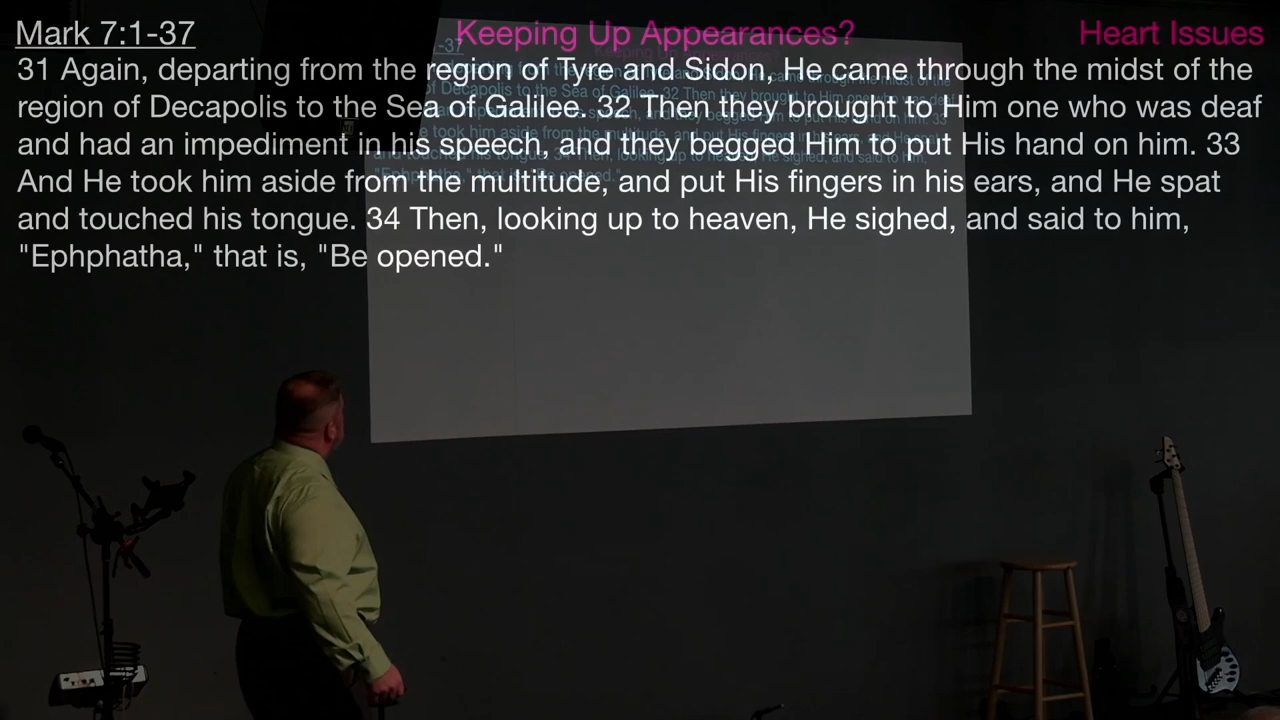 Mark 7:1-37 Keeping Up Appearances? Heart Issues
31 Again, departing from the region of Tyre and Sidon, He came through the midst of the
region of Decapolis to the Sea of Galilee. 32 Then they brought to Him one who was deaf
and had an impediment in his speech, and they begged Him to put His hand on him. 33
And He took him aside from the multitude, and put His fingers in his ears, and He spat
and touched his tongue. 34 Then, looking up to heaven, He sighed, and said to him,
"Ephphatha," that is, "Be opened."